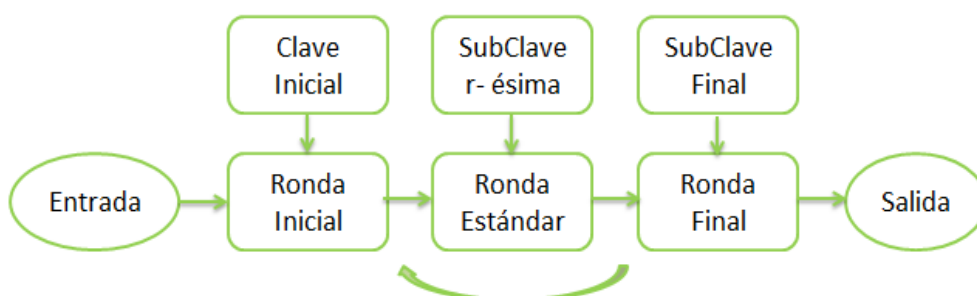 Clave
Inicial
SubClave
r- ésima
SubClave
Final
Entrada
Ronda
Inicial
Ronda
Estándar
Ronda
Final
Salida